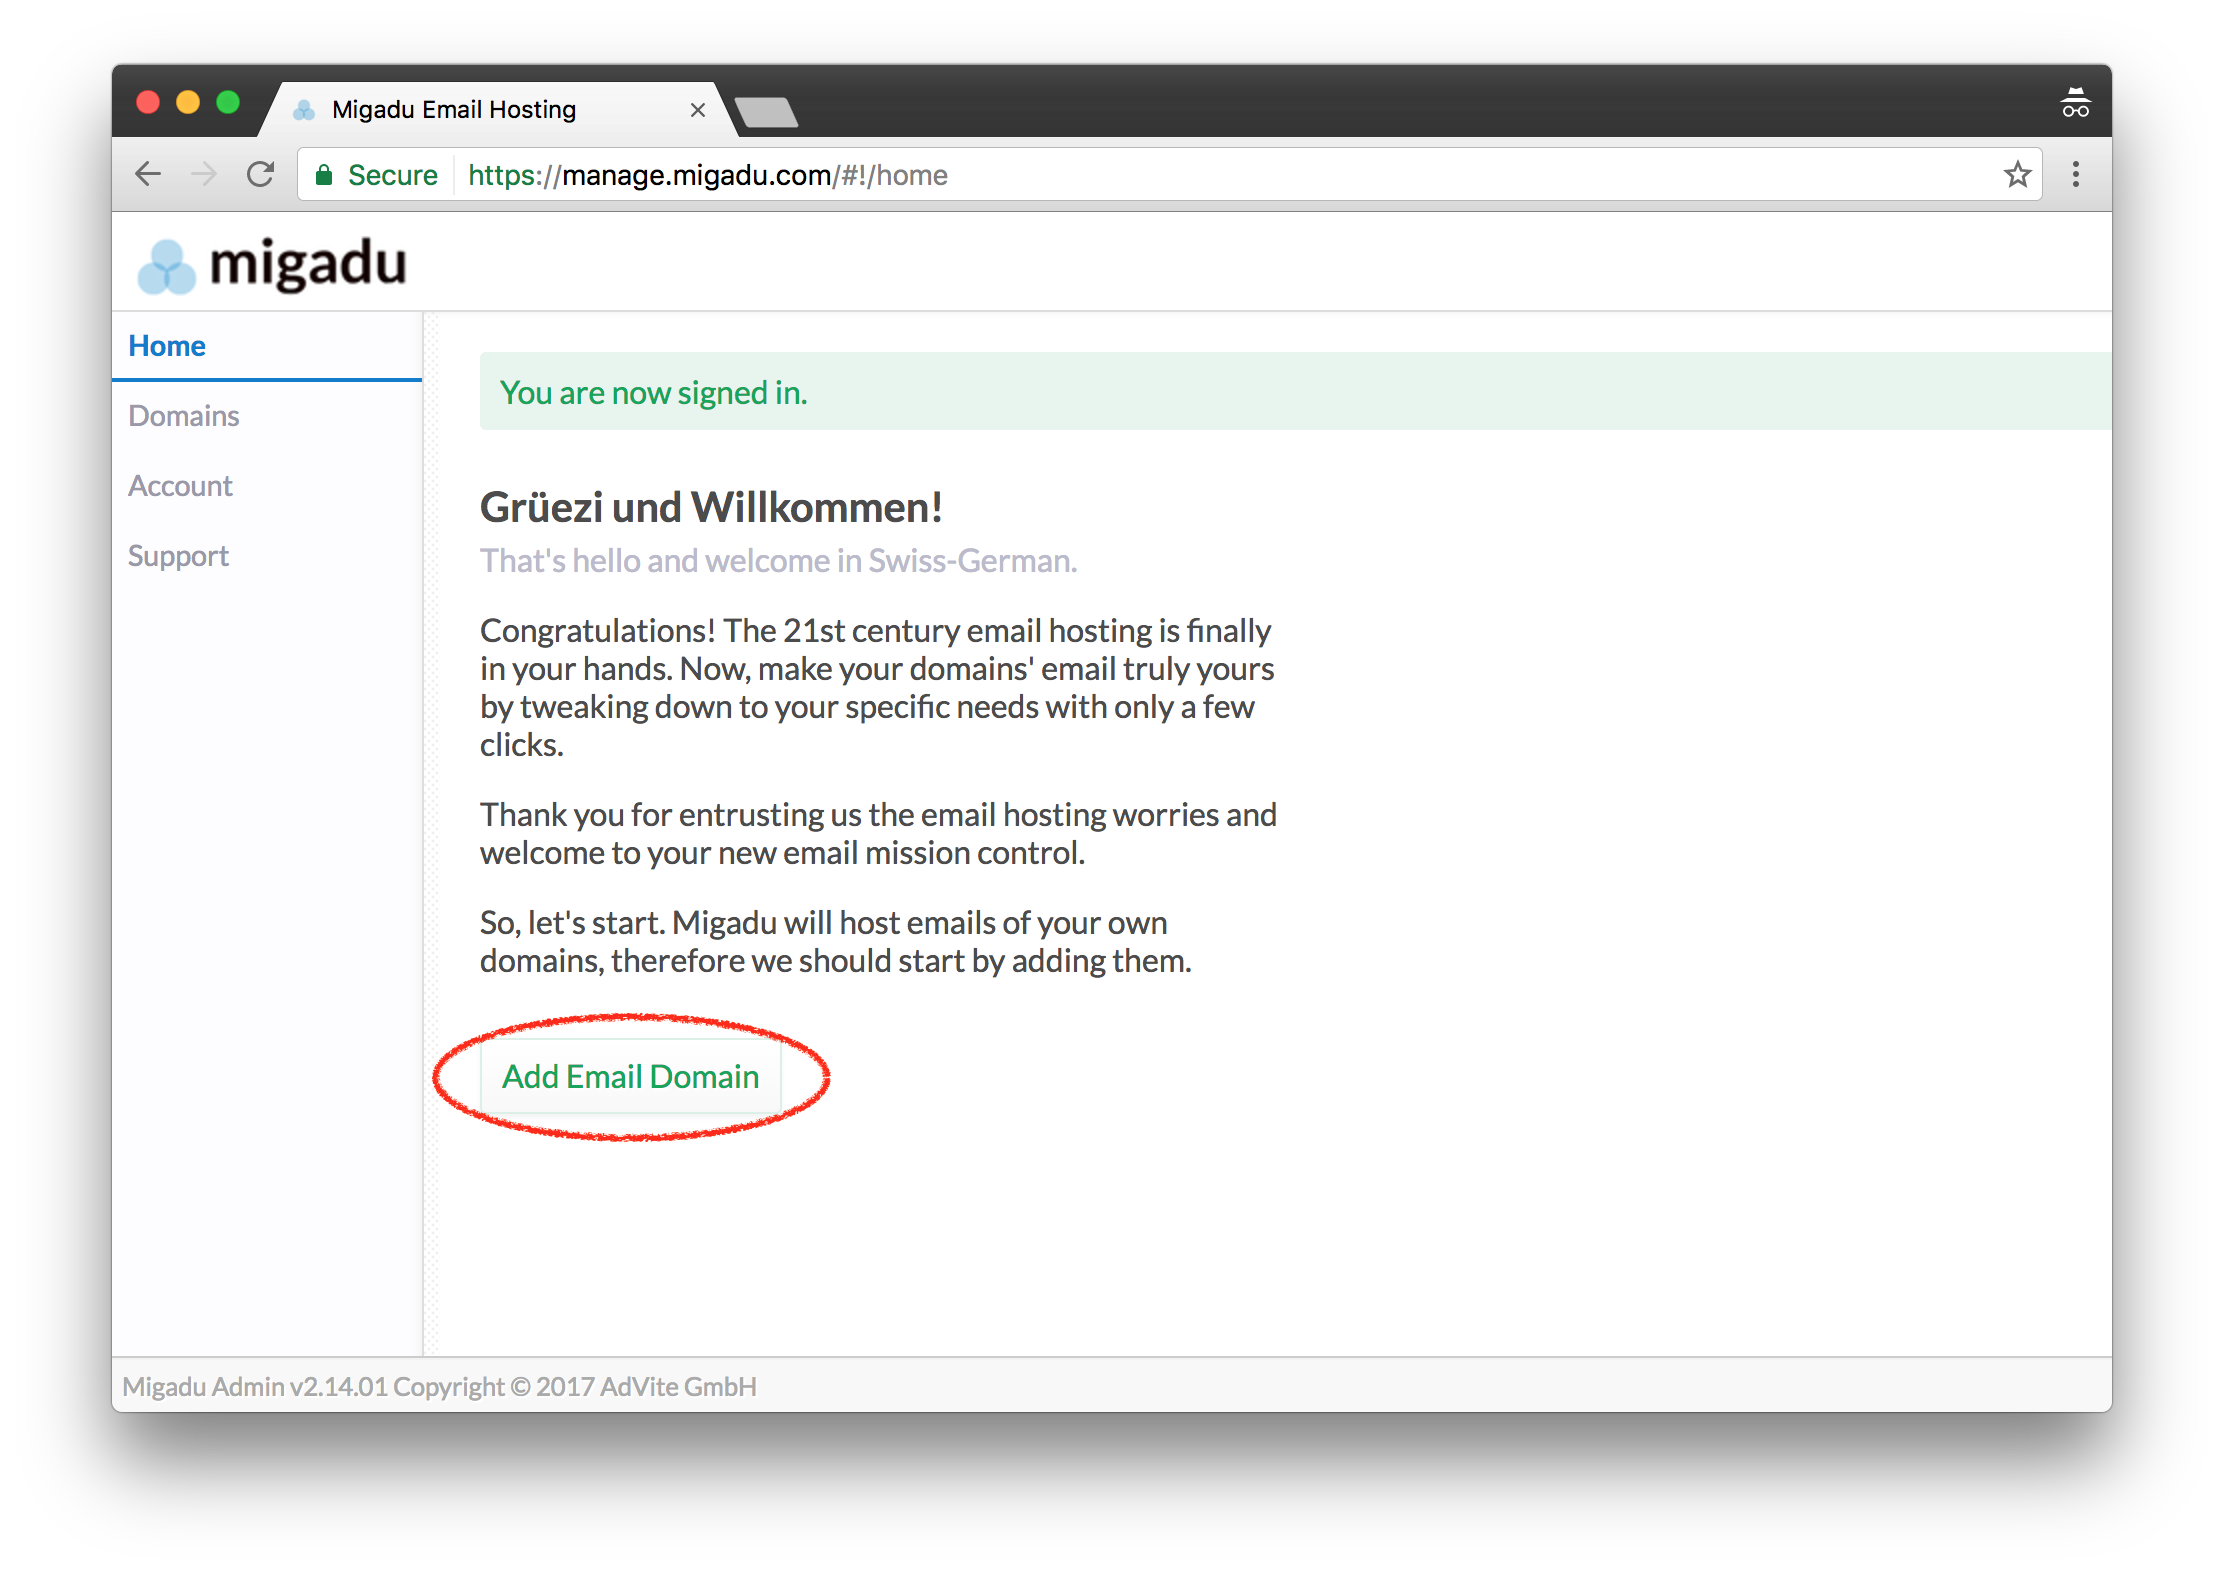 Migadu Email Hosting
Secure https://manage.migadu.com/#!/home
migadu
Home
Domains
Account
Support
You are now signed in.
Grüezi und Willkommen!
That's hello and welcome in Swiss-German.
Congratulations! The 21st century email hosting is finally
in your hands. Now, make your domains' email truly yours
by tweaking down to your specific needs with only a few
clicks.
Thank you for entrusting us the email hosting worries and
welcome to your new email mission control.
So, let's start. Migadu will host emails of your own
domains, therefore we should start by adding them.
Add Email Domain
Migadu Admin v2.14.01 Copyright © 2017 AdVite GmbH